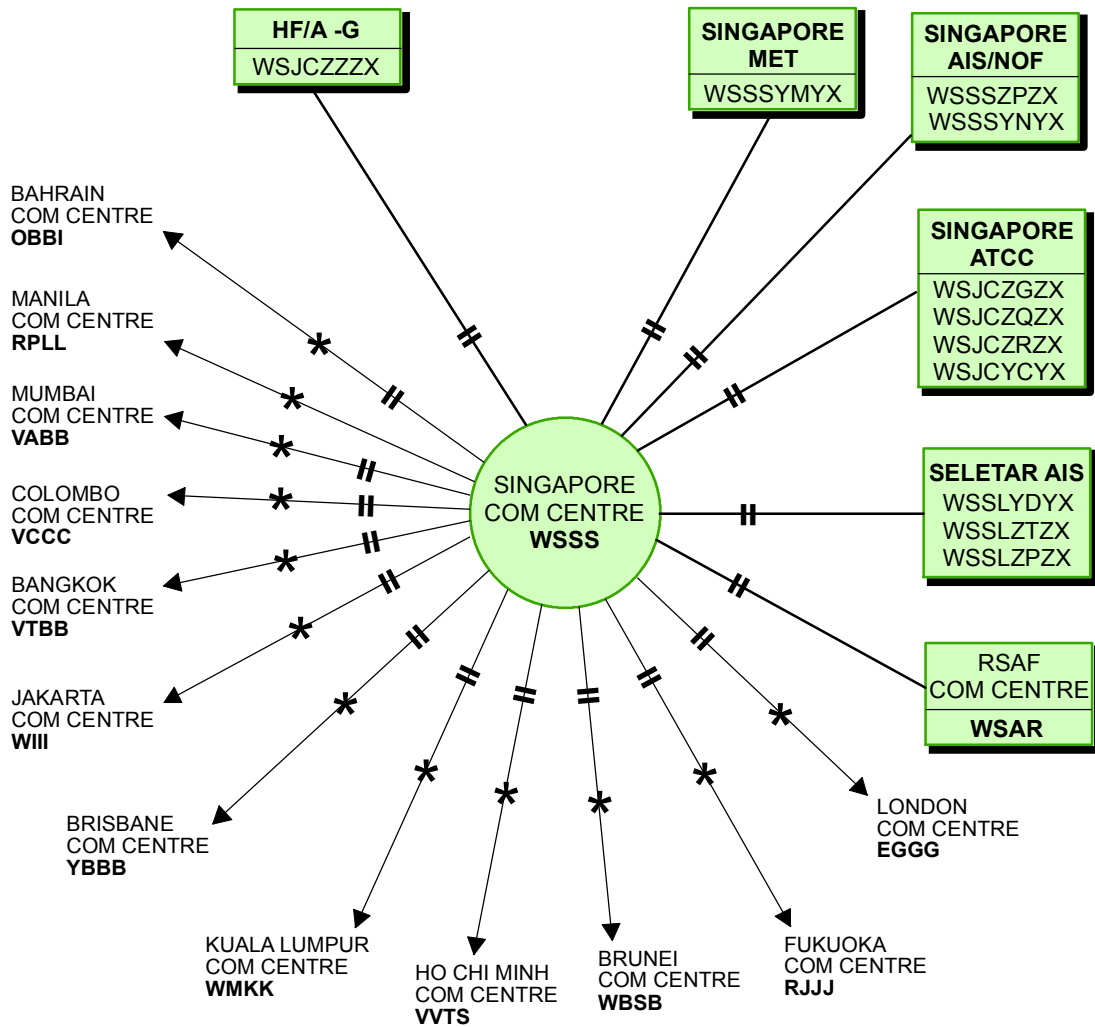 HF/A -G
WSJCZZZX
SINGAPORE
MET
WSSSYMYX
SINGAPORE
AIS/NOF
WSSSZPZX
WSSSYNYX
SINGAPORE
ATCC
WSJCZGZX
WSJCZQZX
WSJCZRZX
WSJCYCYX
SELETAR AIS
WSSLYDYX
WSSLZTZX
WSSLZPZX
RSAF
COM CENTRE
WSAR
SINGAPORE
COM CENTRE
WSSS
BAHRAIN
COM CENTRE
OBBI
MANILA
COM CENTRE
RPLL
MUMBAI
COM CENTRE
VABB
COLOMBO
COM CENTRE
VCCC
BANGKOK
COM CENTRE
VTBB
JAKARTA
COM CENTRE
WIII
BRISBANE
COM CENTRE
YBBB
KUALA LUMPUR
COM CENTRE
WMKK
HO CHI MINH
COM CENTRE
VVTS
BRUNEI
COM CENTRE
WBSB
FUKUOKA
COM CENTRE
RJJJ
LONDON
COM CENTRE
EGGG